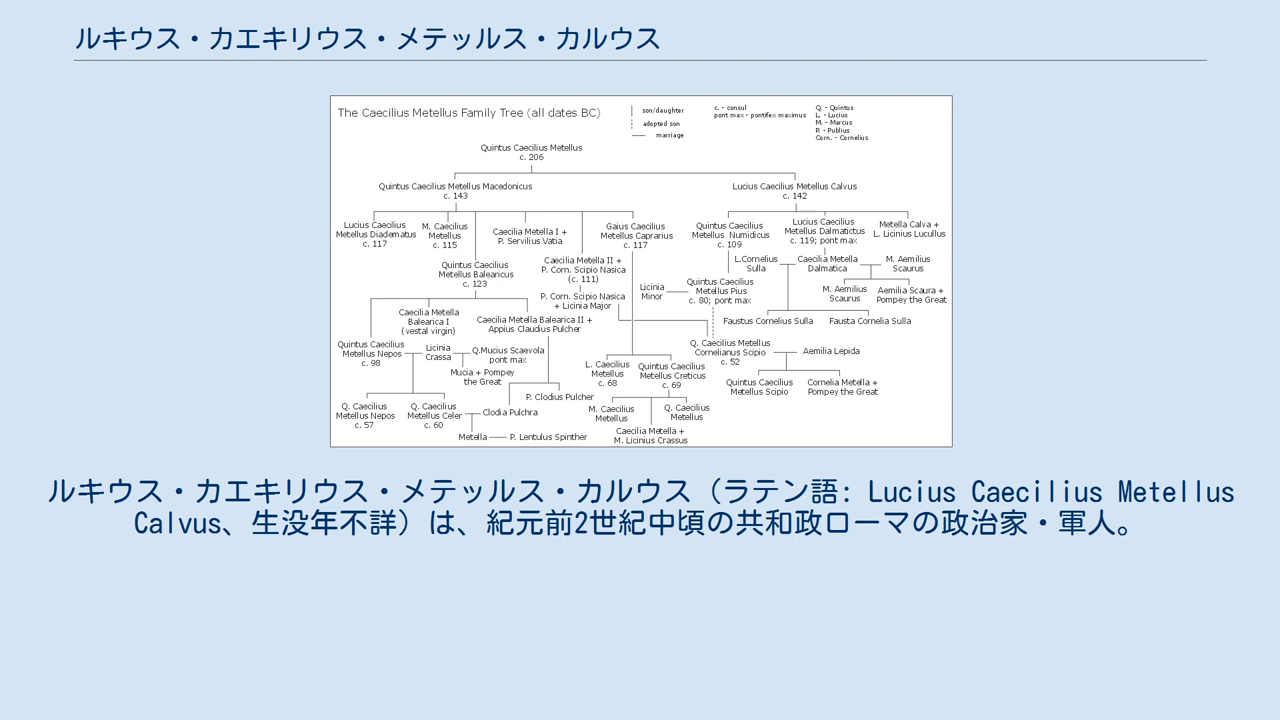 ルキウス・カエキリウス・メテッルス・カルウス
The Caecilius Metellus Family Tree (all dates BC)
son/daughter
adopted son
marriage
c. - consul
pont max - pontifex maximus
Q. - Quintus
L. - Lucius
M. - Marcus
P. - Publius
Corn. - Cornelius
Quintus Caecilius Metellus
c. 206
Quintus Caecilius Metellus Macedonicus
c. 143
Lucius Caecilius Metellus Calvus
c. 142
Lucius Caecilius
Metellus Diadematus
c. 117
M. Caecilius
Metellus
c. 115
Caecilia Metella I +
P. Servilius Vatia
Gaius Caecilius
Metellus Caprarius
c. 117
Quintus Caecilius
Metellus Numidicus
c. 109
Lucius Caecilius
Metellus Dalmatictus
c. 119; pont max
Metella Calva +
L. Licinius Lucullus
Quintus Caecilius
Metellus Balearicus
c. 123
Caecilia Metella II +
P. Corn. Scipio Nasica
(c. 111)
L.Cornelius
Sulla
Caecilia Metella
Dalmatica
M. Aemilius
Scaurus
P. Corn. Scipio Nasica
+ Licinia Major
Licinia
Minor
Quintus Caecilius
Metellus Pius
c. 80; pont max
M. Aemilius
Scaurus
Aemilia Scaura +
Pompey the Great
Caecilia Metella
Balearica I
(vestal virgin)
Caecilia Metella Balearica II +
Appius Claudius Pulcher
Faustus Cornelius Sulla
Fausta Cornelia Sulla
Quintus Caecilius
Metellus Nepos
c. 98
Licinia
Crassa
Q.Mucius Scaevola
pont max
Q. Caecilius Metellus
Cornelianus Scipio
c. 52
Aemilia Lepida
Mucia + Pompey
the Great
L. Caecilius
Metellus
c. 68
Quintus Caecilius
Metellus Creticus
c. 69
Quintus Caecilius
Metellus Scipio
Cornelia Metella +
Pompey the Great
P. Clodius Pulcher
Q. Caecilius
Metellus Nepos
c. 57
Q. Caecilius
Metellus Celer
c. 60
Clodia Pulchra
M. Caecilius
Metellus
Q. Caecilius
Metellus
Metella
P. Lentulus Spinther
Caecilia Metella +
M. Licinius Crassus
ルキウス・カエキリウス・メテッルス・カルウス（ラテン語: Lucius Caecilius Metellus
Calvus、生没年不詳）は、紀元前2世紀中頃の共和政ローマの政治家・軍人。